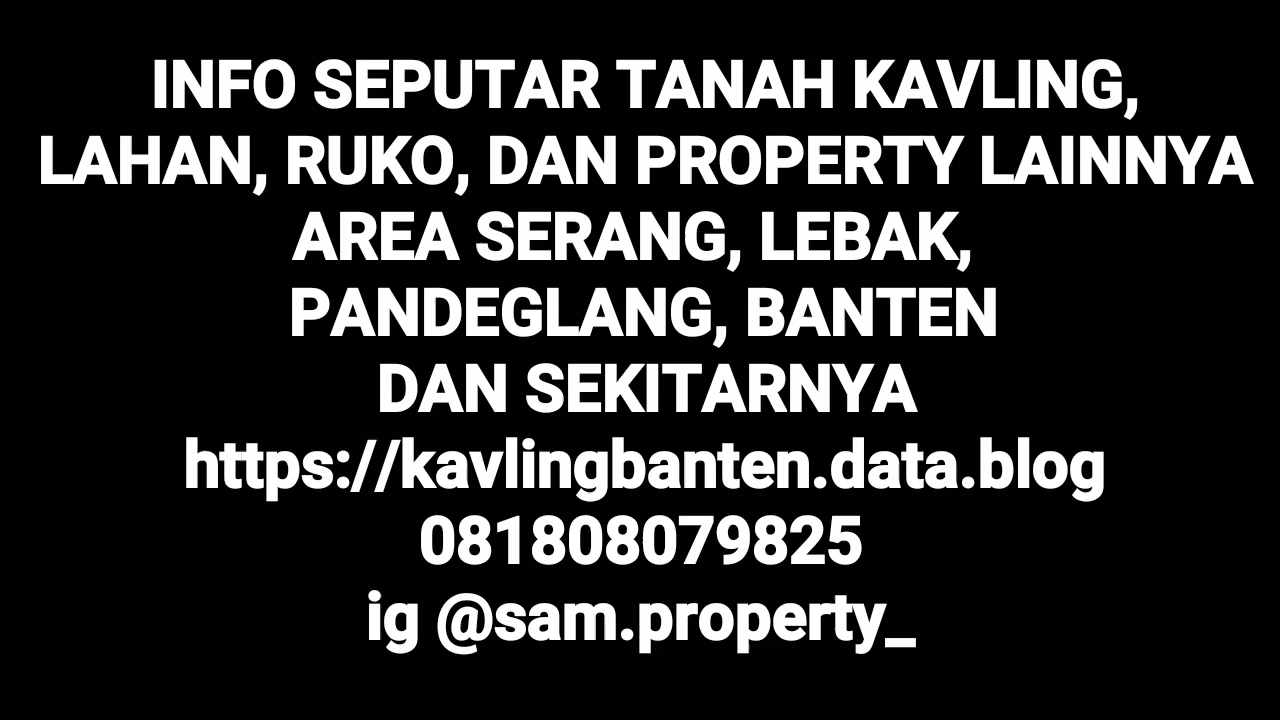 INFO SEPUTAR TANAH KAVLING,
LAHAN, RUKO, DAN PROPERTY LAINNYA
AREA SERANG, LEBAK,
PANDEGLANG, BANTEN
DAN SEKITARNYA
https://kavlingbanten.data.blog
081808079825
ig @sam.property_